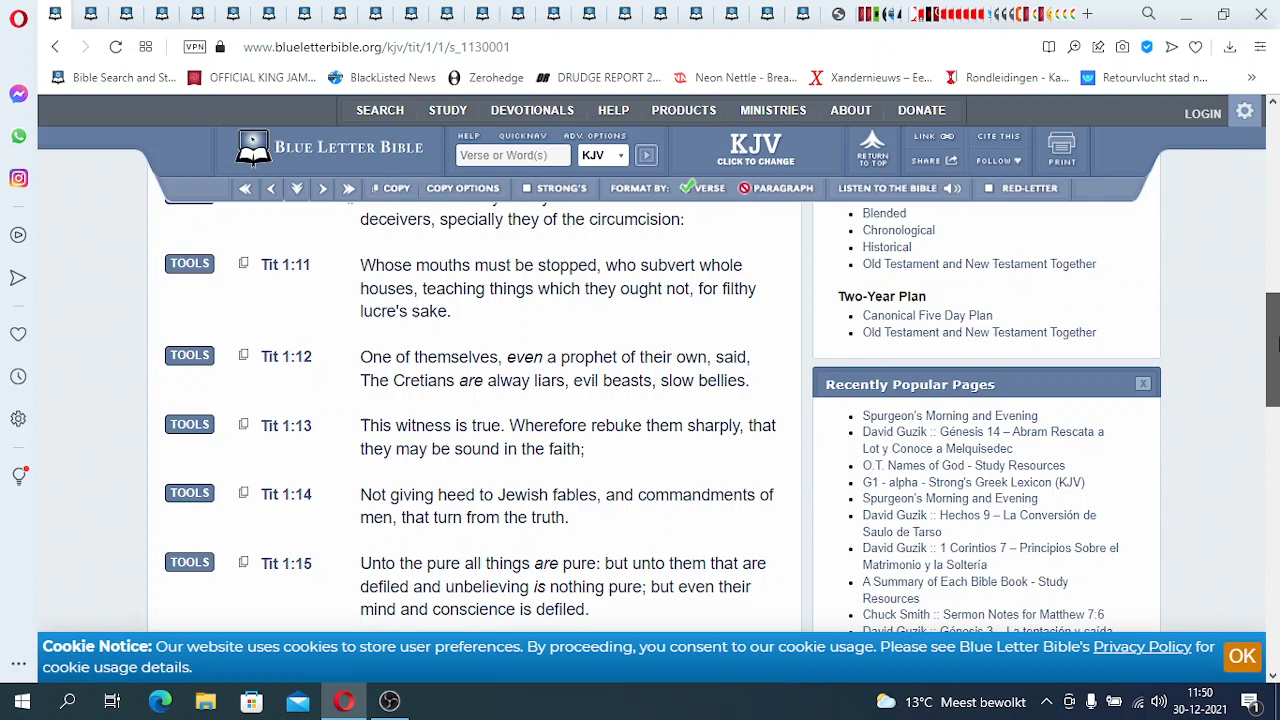 www.blueletterbible.org/kjv/tit/1/1/s_1130001
VPN
Bible Search and St... OFFICIAL KING JAM... BlackListed News Zerohedge DRUDGE REPORT 2... Neon Nettle - Brea... Xandernieuws – Ee... Rondleidingen - Ka... Retourvlucht stad n...
SEARCH STUDY DEVOTIONALS HELP PRODUCTS MINISTRIES ABOUT DONATE
LOGIN
BLUE LETTER BIBLE
HELP QUICKNAV ADV. OPTIONS
Verse or Word(s) KJV
KJV
CLICK TO CHANGE
RETURN
TO TOP
LINK CITE THIS
SHARE FOLLOW
PRINT
COPY COPY OPTIONS STRONG'S FORMAT BY: VERSE PARAGRAPH LISTEN TO THE BIBLE RED-LETTER
deceivers, specially they of the circumcision:
TOOLS Tit 1:11 Whose mouths must be stopped, who subvert whole
houses, teaching things which they ought not, for filthy
lucre's sake.
TOOLS Tit 1:12 One of themselves, even a prophet of their own, said,
The Cretians are alway liars, evil beasts, slow bellies.
TOOLS Tit 1:13 This witness is true. Wherefore rebuke them sharply, that
they may be sound in the faith;
TOOLS Tit 1:14 Not giving heed to Jewish fables, and commandments of
men, that turn from the truth.
TOOLS Tit 1:15 Unto the pure all things are pure: but unto them that are
defiled and unbelieving is nothing pure; but even their
mind and conscience is defiled.
Blended
Chronological
Historical
Old Testament and New Testament Together
Two-Year Plan
Canonical Five Day Plan
Old Testament and New Testament Together
Recently Popular Pages X
Spurgeon's Morning and Evening
David Guzik :: Génesis 14 – Abram Rescata a
Lot y Conoce a Melquisedec
O.T. Names of God - Study Resources
G1 - alpha - Strong's Greek Lexicon (KJV)
Spurgeon's Morning and Evening
David Guzik :: Hechos 9 – La Conversión de
Saulo de Tarso
David Guzik :: 1 Corintios 7 – Principios Sobre el
Matrimonio y la Soltería
A Summary of Each Bible Book - Study
Resources
Chuck Smith :: Sermon Notes for Matthew 7:6
David Guzik :: Génesis 3 – La tentación y caída
Cookie Notice: Our website uses cookies to store user preferences. By proceeding, you consent to our cookie usage. Please see Blue Letter Bible's Privacy Policy for
cookie usage details.
OK
13°C Meest bewolkt
11:50
30-12-2021
1